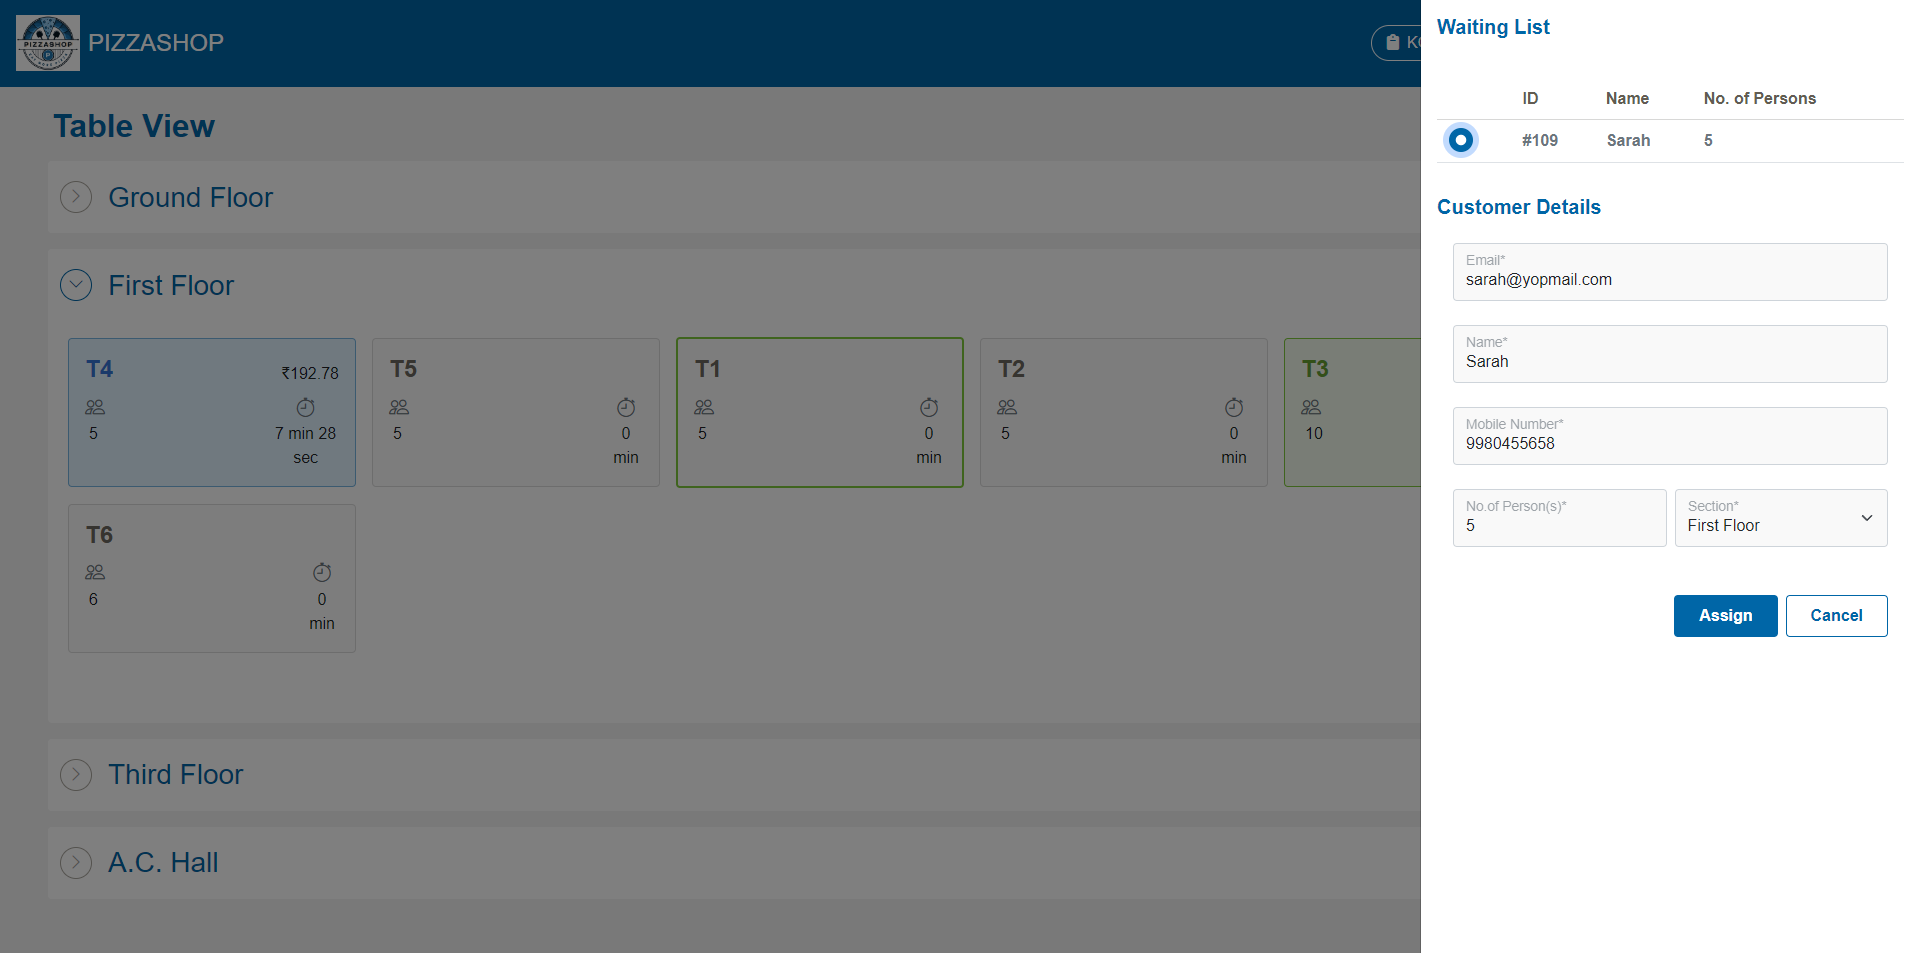 PIZZASHOP
PIZZASHOP
Table View
Ground Floor
First Floor
T4
₹192.78
5
7 min 28
sec
T5
5
0
min
T1
5
0
min
T2
5
0
min
T3
10
T6
6
0
min
Third Floor
A.C. Hall
Waiting List
ID Name No. of Persons
#109 Sarah 5
Customer Details
Email*
sarah@yopmail.com
Name*
Sarah
Mobile Number*
9980455658
No.of Person(s)*
5
Section*
First Floor
Assign
Cancel